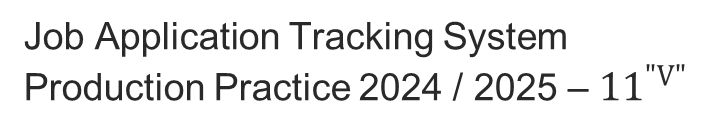 Job Application Tracking System
Production Practice 2024 / 2025 – 11"V"